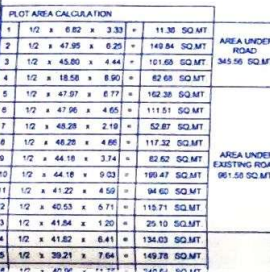 PLOT AREA CALCULATION
1 1/2 x 6.82 x 3.33 = 11.36 SQ.MT
2 1/2 x 47.95 x 6.25 = 149.84 SQ.MT
3 1/2 x 45.80 x 4.44 = 101.68 SQ.MT
4 1/2 x 18.58 x 8.90 = 82.68 SQ.MT
AREA UNDER
ROAD
345.56 SQ.MT
5 1/2 x 47.97 x 6.77 = 162.38 SQ.MT
6 1/2 x 47.96 x 4.65 = 111.51 SQ.MT
7 1/2 x 48.28 x 2.19 = 52.87 SQ.MT
8 1/2 x 48.28 x 4.86 = 117.32 SQ.MT
9 1/2 x 44.18 x 3.74 = 82.62 SQ.MT
10 1/2 x 44.18 x 9.03 = 199.47 SQ.MT
11 1/2 x 41.22 x 4.59 = 94.60 SQ.MT
12 1/2 x 40.53 x 5.71 = 115.71 SQ.MT
13 1/2 x 41.84 x 1.20 = 25.10 SQ.MT
AREA UNDER
EXISTING ROAD
961.58 SQ.MT
1/2 x 41.82 x 6.41 = 134.03 SQ.MT
1/2 x 39.21 x 7.64 = 149.78 SQ.MT